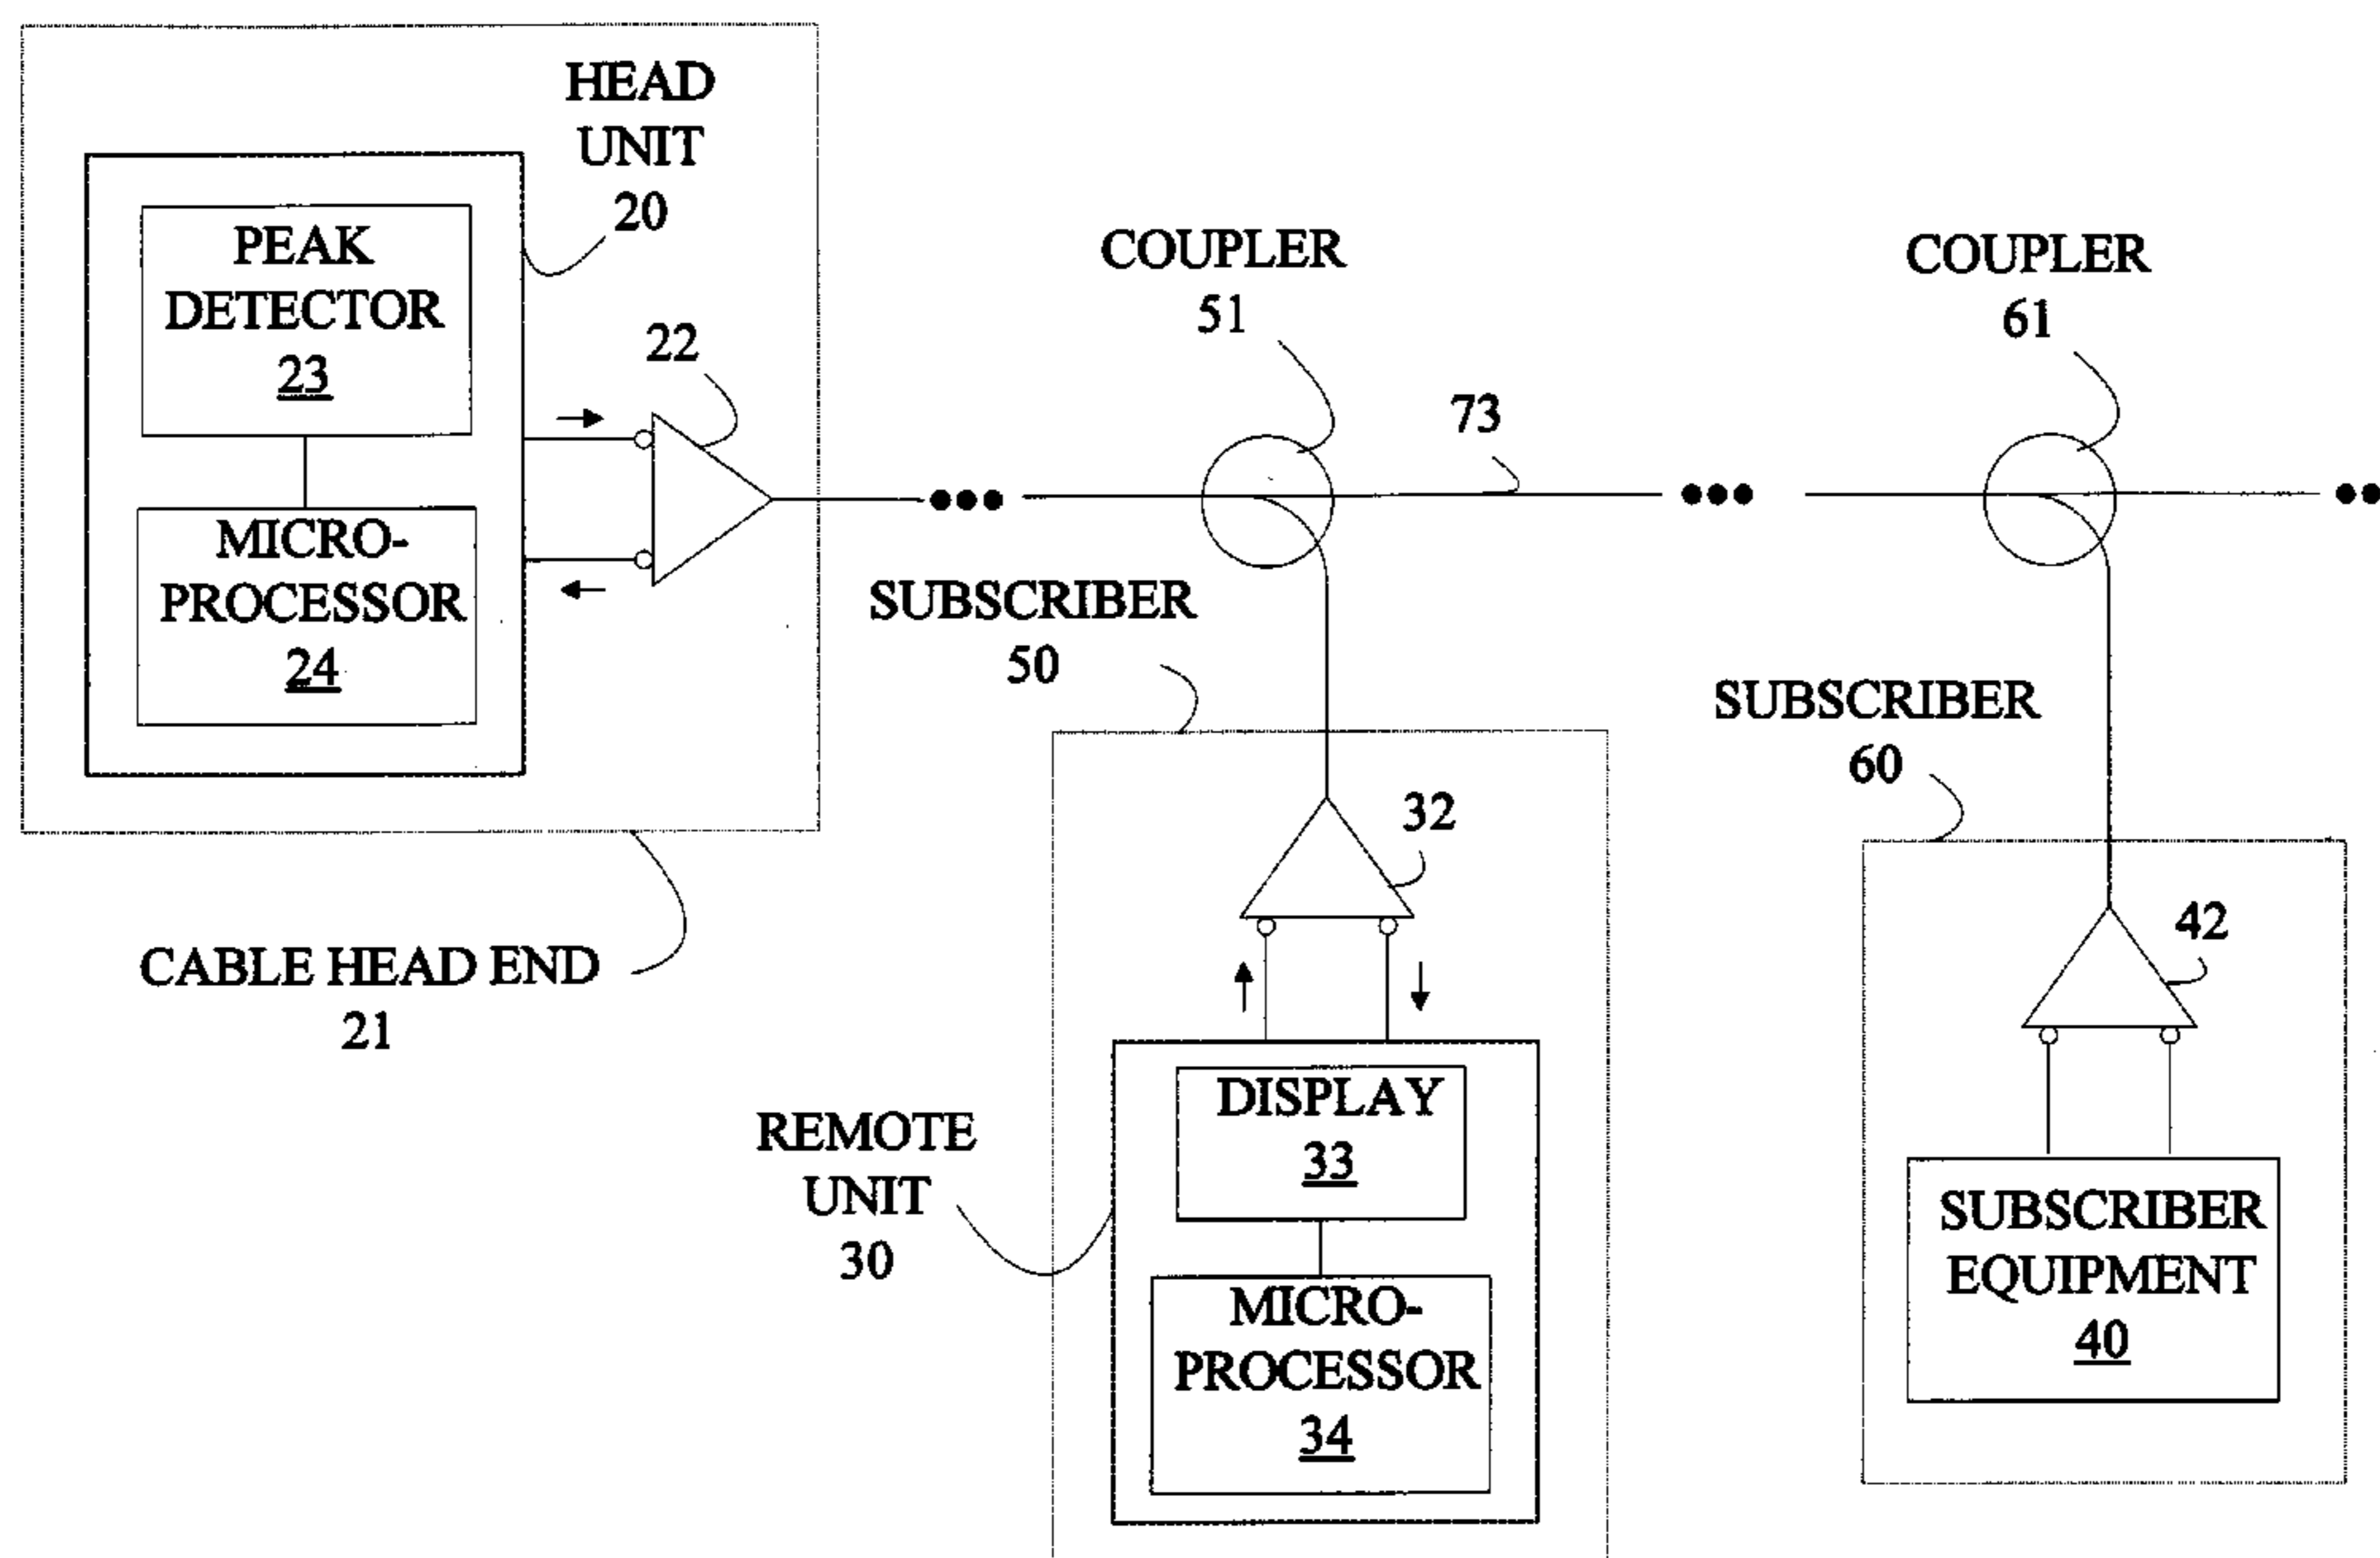 HEAD
UNIT
20
PEAK
DETECTOR
23
MICRO-
PROCESSOR
24
22
CABLE HEAD END
21
COUPLER
51
73
COUPLER
61
SUBSCRIBER
50
32
REMOTE
UNIT
30
DISPLAY
33
MICRO-
PROCESSOR
34
SUBSCRIBER
60
42
SUBSCRIBER
EQUIPMENT
40